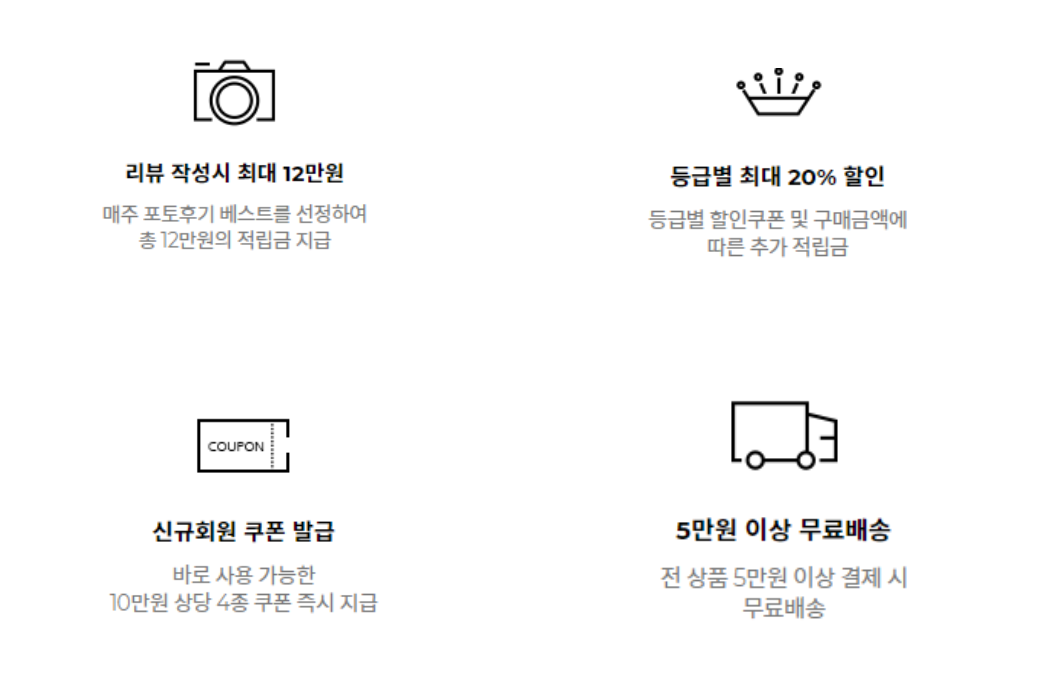 리뷰 작성시 최대 12만원
매주 포토후기 베스트를 선정하여
총 12만원의 적립금 지급
등급별 최대 20% 할인
등급별 할인쿠폰 및 구매금액에
따른 추가 적립금
COUPON
신규회원 쿠폰 발급
바로 사용 가능한
10만원 상당 4종 쿠폰 즉시 지급
5만원 이상 무료배송
전 상품 5만원 이상 결제 시
무료배송